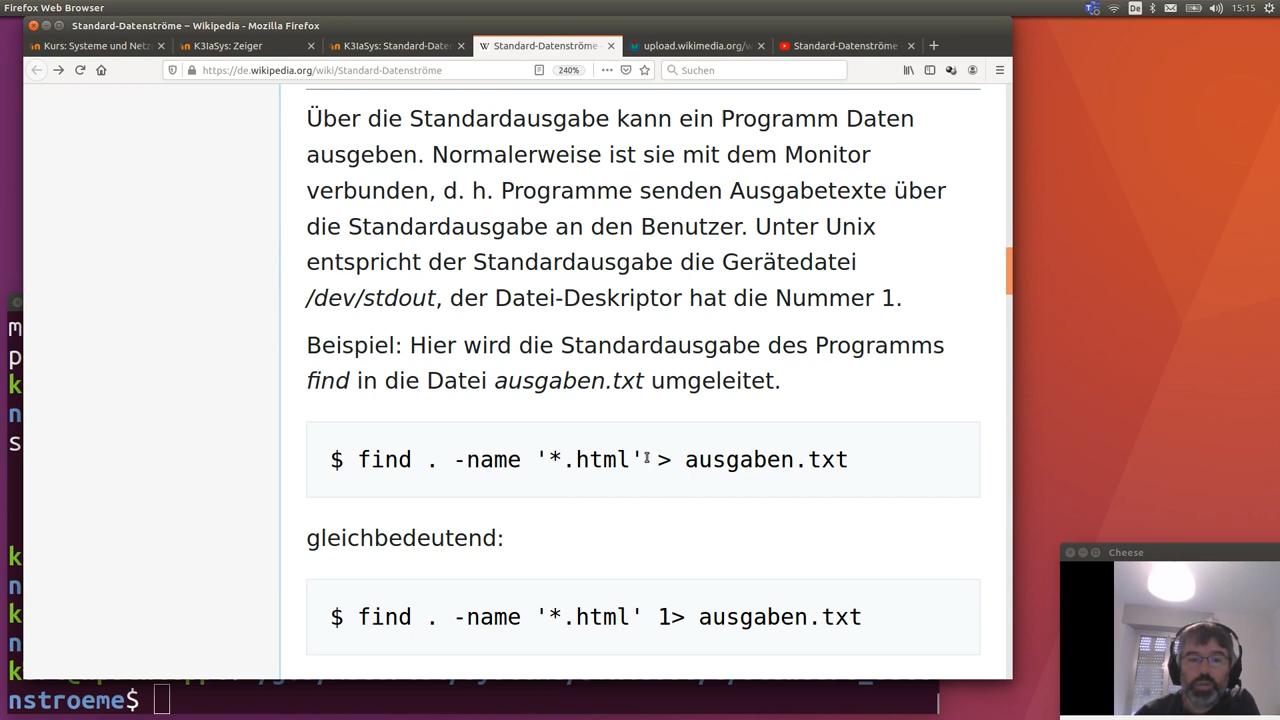 Firefox Web Browser
De
15:15
Standard-Datenströme – Wikipedia - Mozilla Firefox
Kurs: Systeme und Netz
K3IaSys: Zeiger
K3IaSys: Standard-Date
Standard-Datenströme -
upload.wikimedia.org/w
Standard-Datenströme
https://de.wikipedia.org/wiki/Standard-Datenströme
240%
Suchen
Über die Standardausgabe kann ein Programm Daten
ausgeben. Normalerweise ist sie mit dem Monitor
verbunden, d. h. Programme senden Ausgabetexte über
die Standardausgabe an den Benutzer. Unter Unix
entspricht der Standardausgabe die Gerätedatei
/dev/stdout, der Datei-Deskriptor hat die Nummer 1.
Beispiel: Hier wird die Standardausgabe des Programms
find in die Datei ausgaben.txt umgeleitet.
$ find . -name '*.html' > ausgaben.txt
gleichbedeutend:
$ find . -name '*.html' 1> ausgaben.txt
m
p
k
n
s
k
n
k
n
k
nstroeme$
Cheese